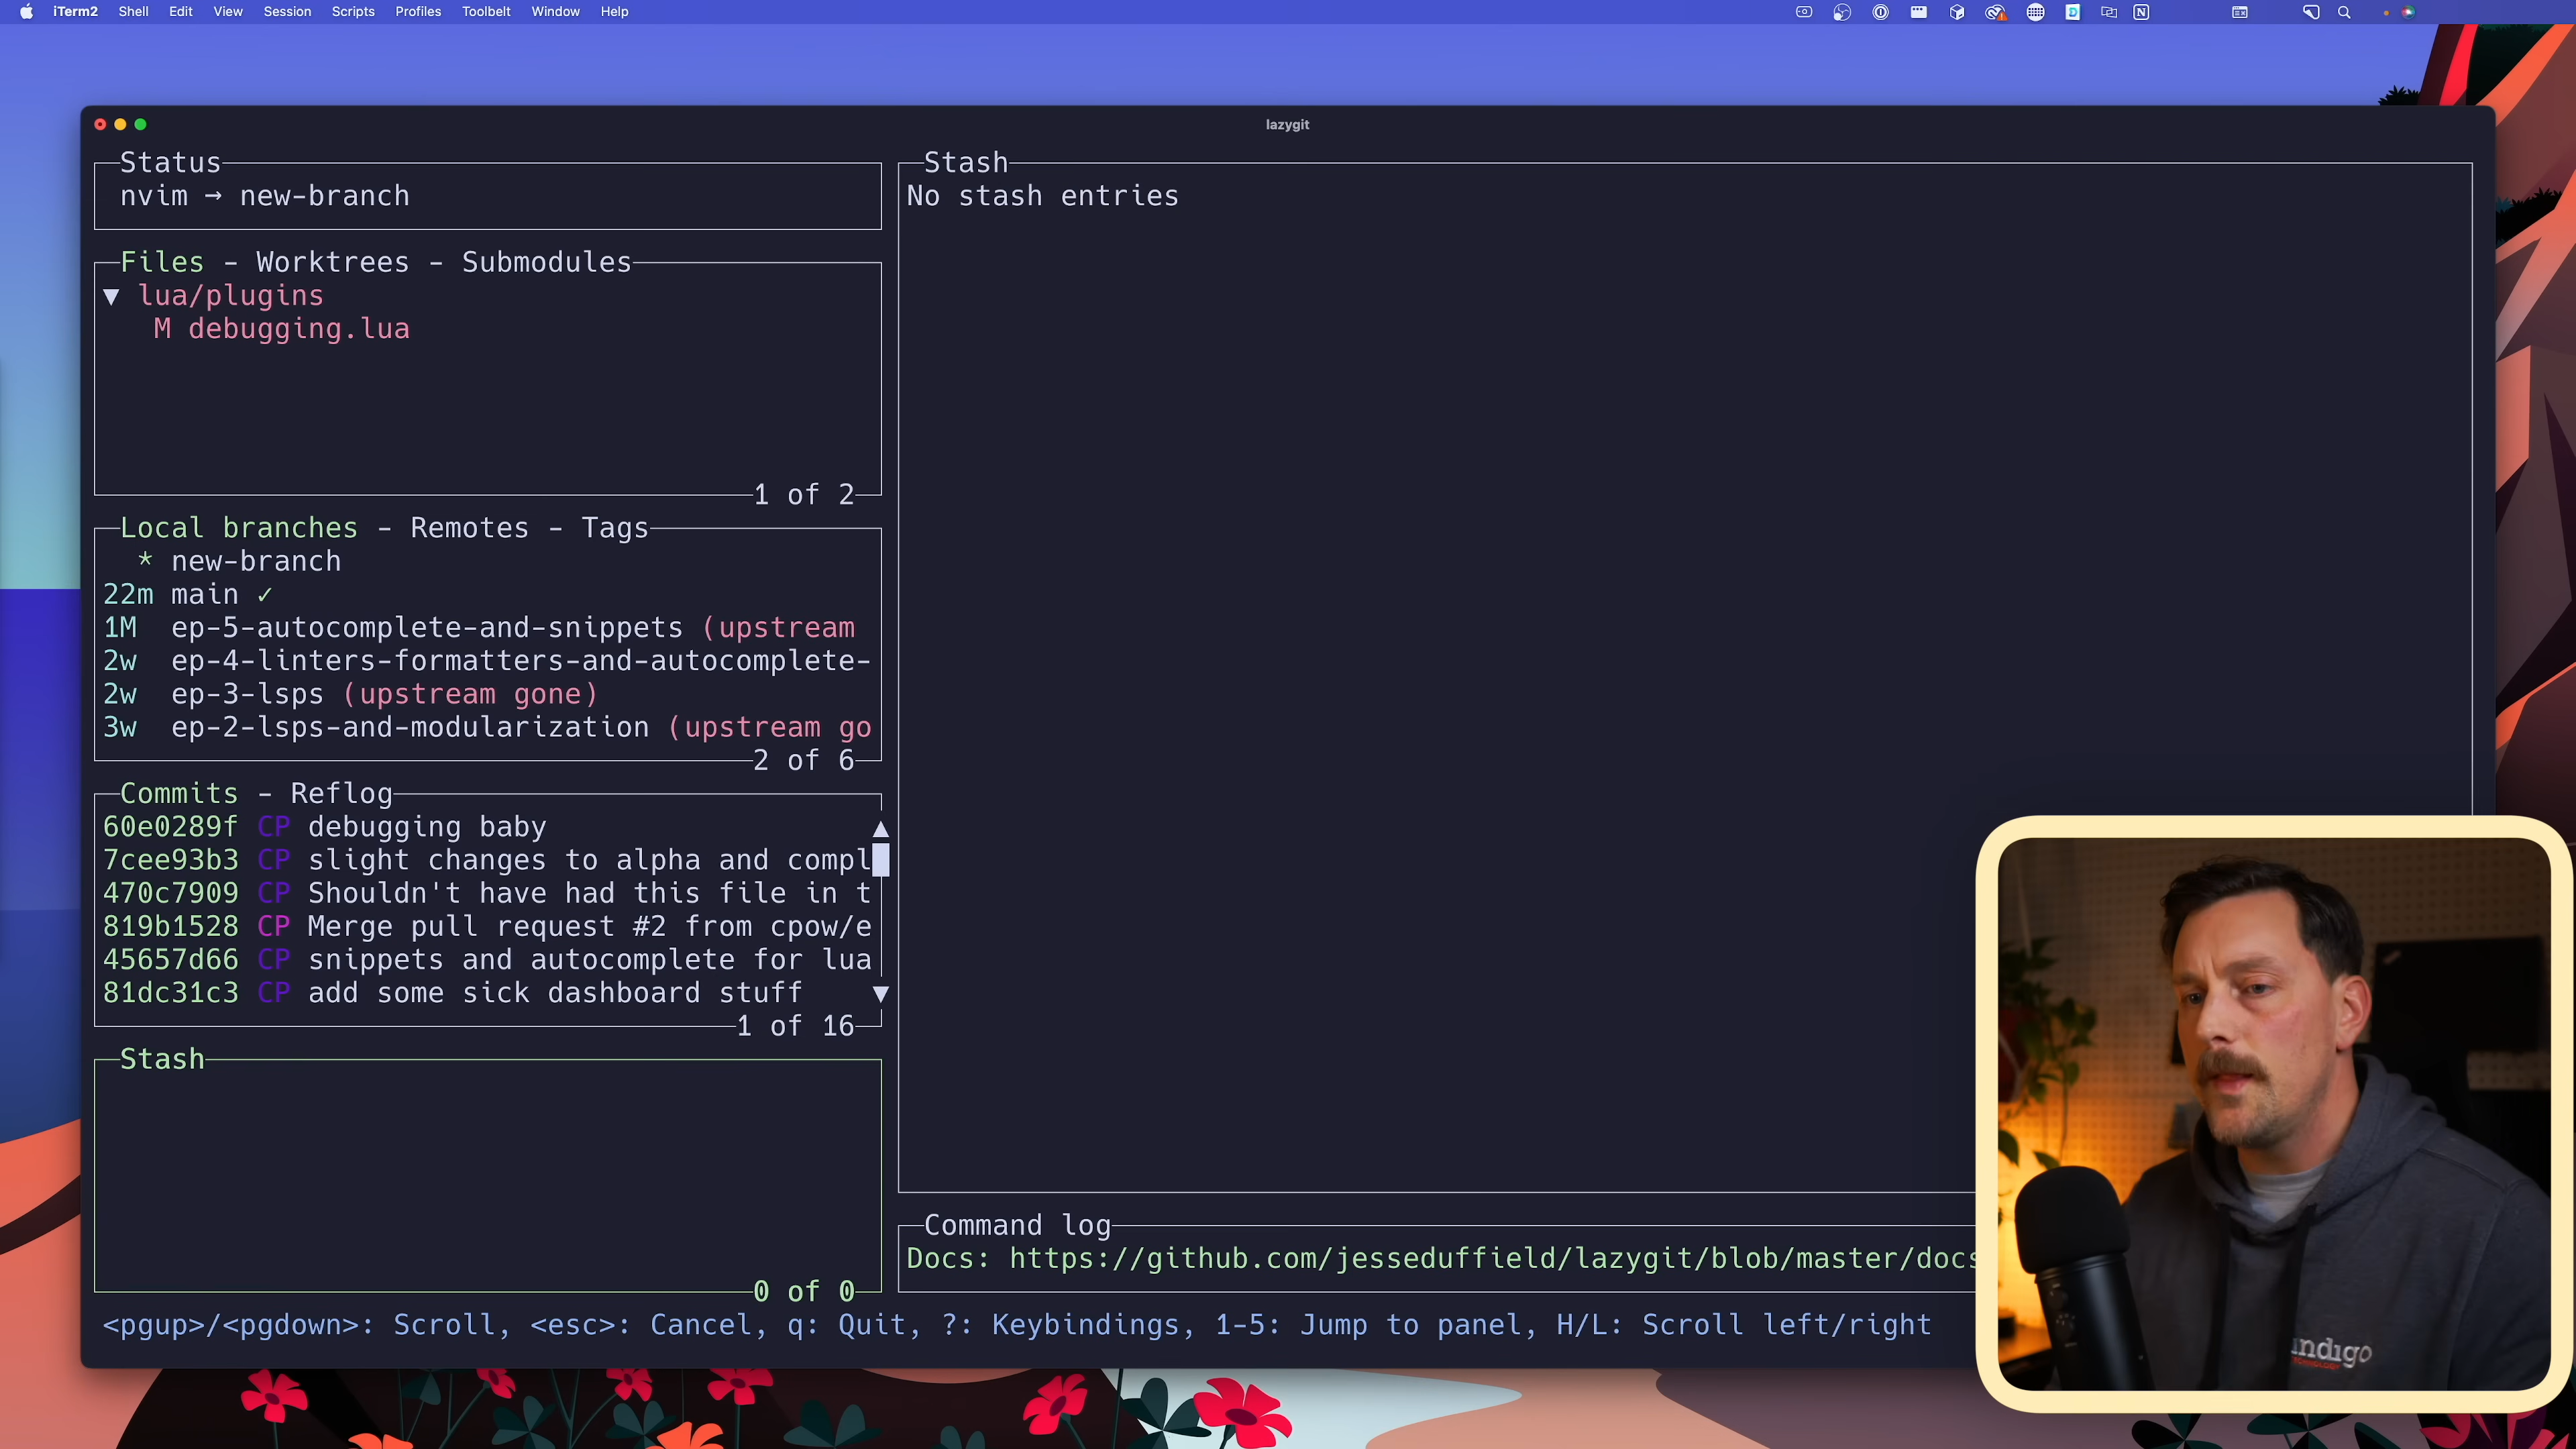 iTerm2 Shell Edit View Session Scripts Profiles Toolbelt Window Help
lazygit
Status
nvim → new-branch
Files - Worktrees - Submodules
▼ lua/plugins
M debugging.lua
1 of 2
Local branches - Remotes - Tags
* new-branch
22m main ✓
1M ep-5-autocomplete-and-snippets (upstream
2w ep-4-linters-formatters-and-autocomplete-
2w ep-3-lsps (upstream gone)
3w ep-2-lsps-and-modularization (upstream go
2 of 6
Commits - Reflog
60e0289f CP debugging baby
7cee93b3 CP slight changes to alpha and compl
470c7909 CP Shouldn't have had this file in t
819b1528 CP Merge pull request #2 from cpow/e
45657d66 CP snippets and autocomplete for lua
81dc31c3 CP add some sick dashboard stuff
1 of 16
Stash
0 of 0
Stash
No stash entries
Command log
Docs: https://github.com/jesseduffield/lazygit/blob/master/docs
<pgup>/<pgdown>: Scroll, <esc>: Cancel, q: Quit, ?: Keybindings, 1-5: Jump to panel, H/L: Scroll left/right
indigo